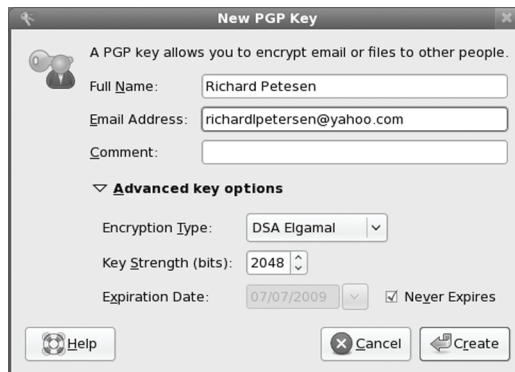 New PGP Key
A PGP key allows you to encrypt email or files to other people.
Full Name: Richard Petesen
Email Address: richardlpetersen@yahoo.com
Comment:
Advanced key options
Encryption Type: DSA Elgamal
Key Strength (bits): 2048
Expiration Date: 07/07/2009 Never Expires
Help Cancel Create